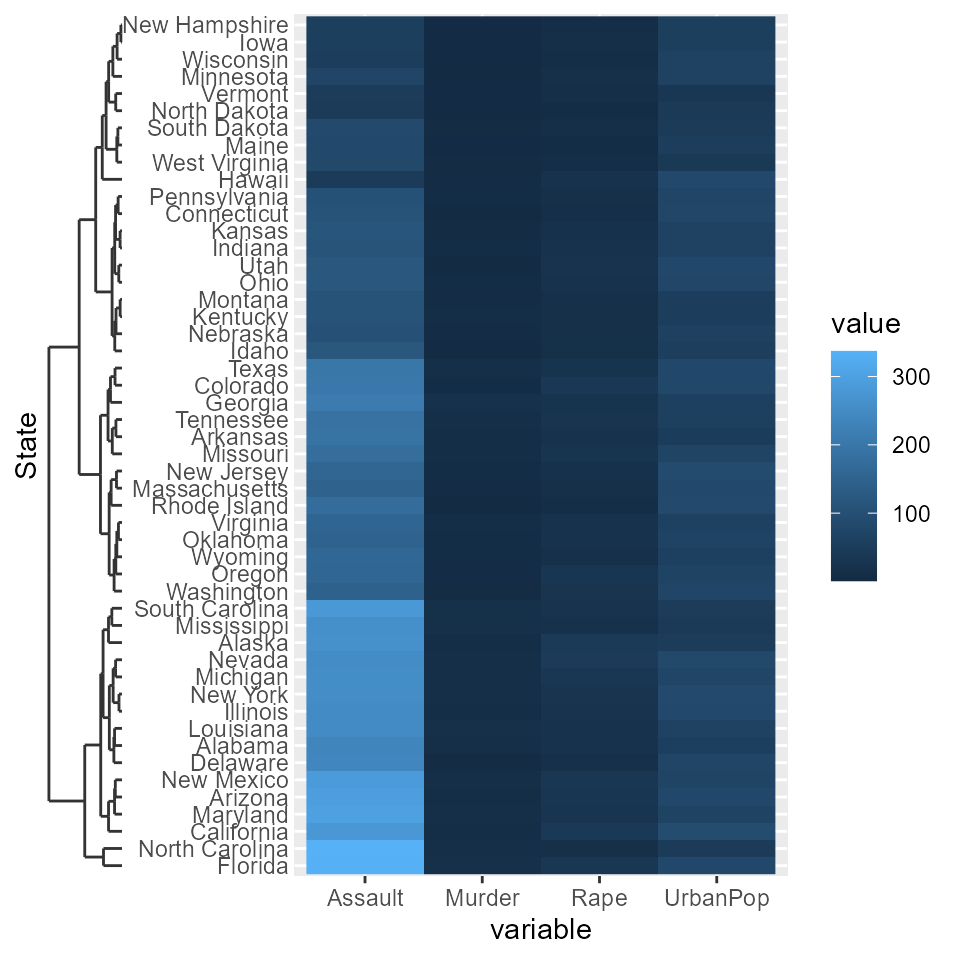 New Hampshire
Iowa
Wisconsin
Minnesota
Vermont
North Dakota
South Dakota
Maine
West Virginia
Hawaii
Pennsylvania
Connecticut
Kansas
Indiana
Utah
Ohio
Montana
Kentucky
Nebraska
Idaho
Texas
Colorado
Georgia
Tennessee
Arkansas
Missouri
New Jersey
Massachusetts
Rhode Island
Virginia
Oklahoma
Wyoming
Oregon
Washington
South Carolina
Mississippi
Alaska
Nevada
Michigan
New York
Illinois
Louisiana
Alabama
Delaware
New Mexico
Arizona
Maryland
California
North Carolina
Florida
State
Assault Murder Rape UrbanPop
variable
value
300
200
100